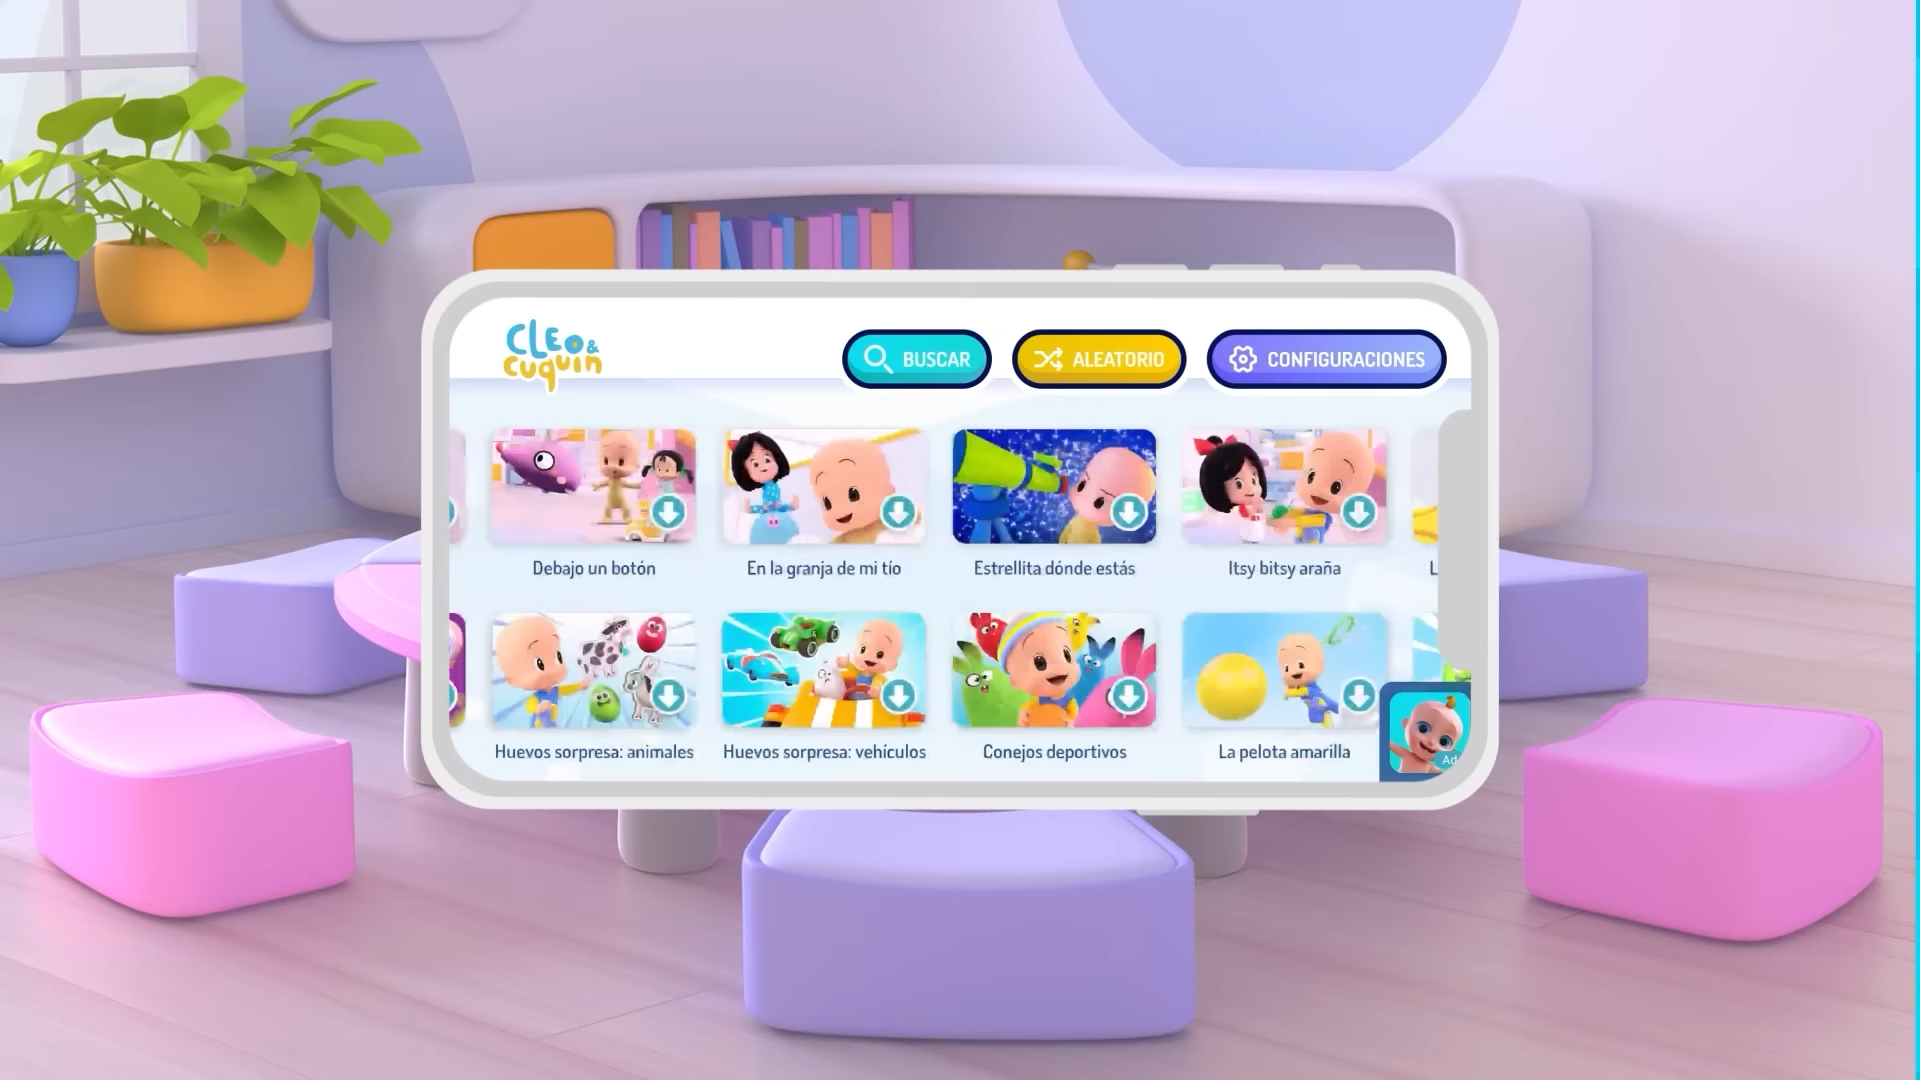 CLEO &
CUQUIN
BUSCAR
ALEATORIO
CONFIGURACIONES
Debajo un botón
En la granja de mi tío
Estrellita dónde estás
Itsy bitsy araña
L
Huevos sorpresa: animales
Huevos sorpresa: vehículos
Conejos deportivos
La pelota amarilla
Ad